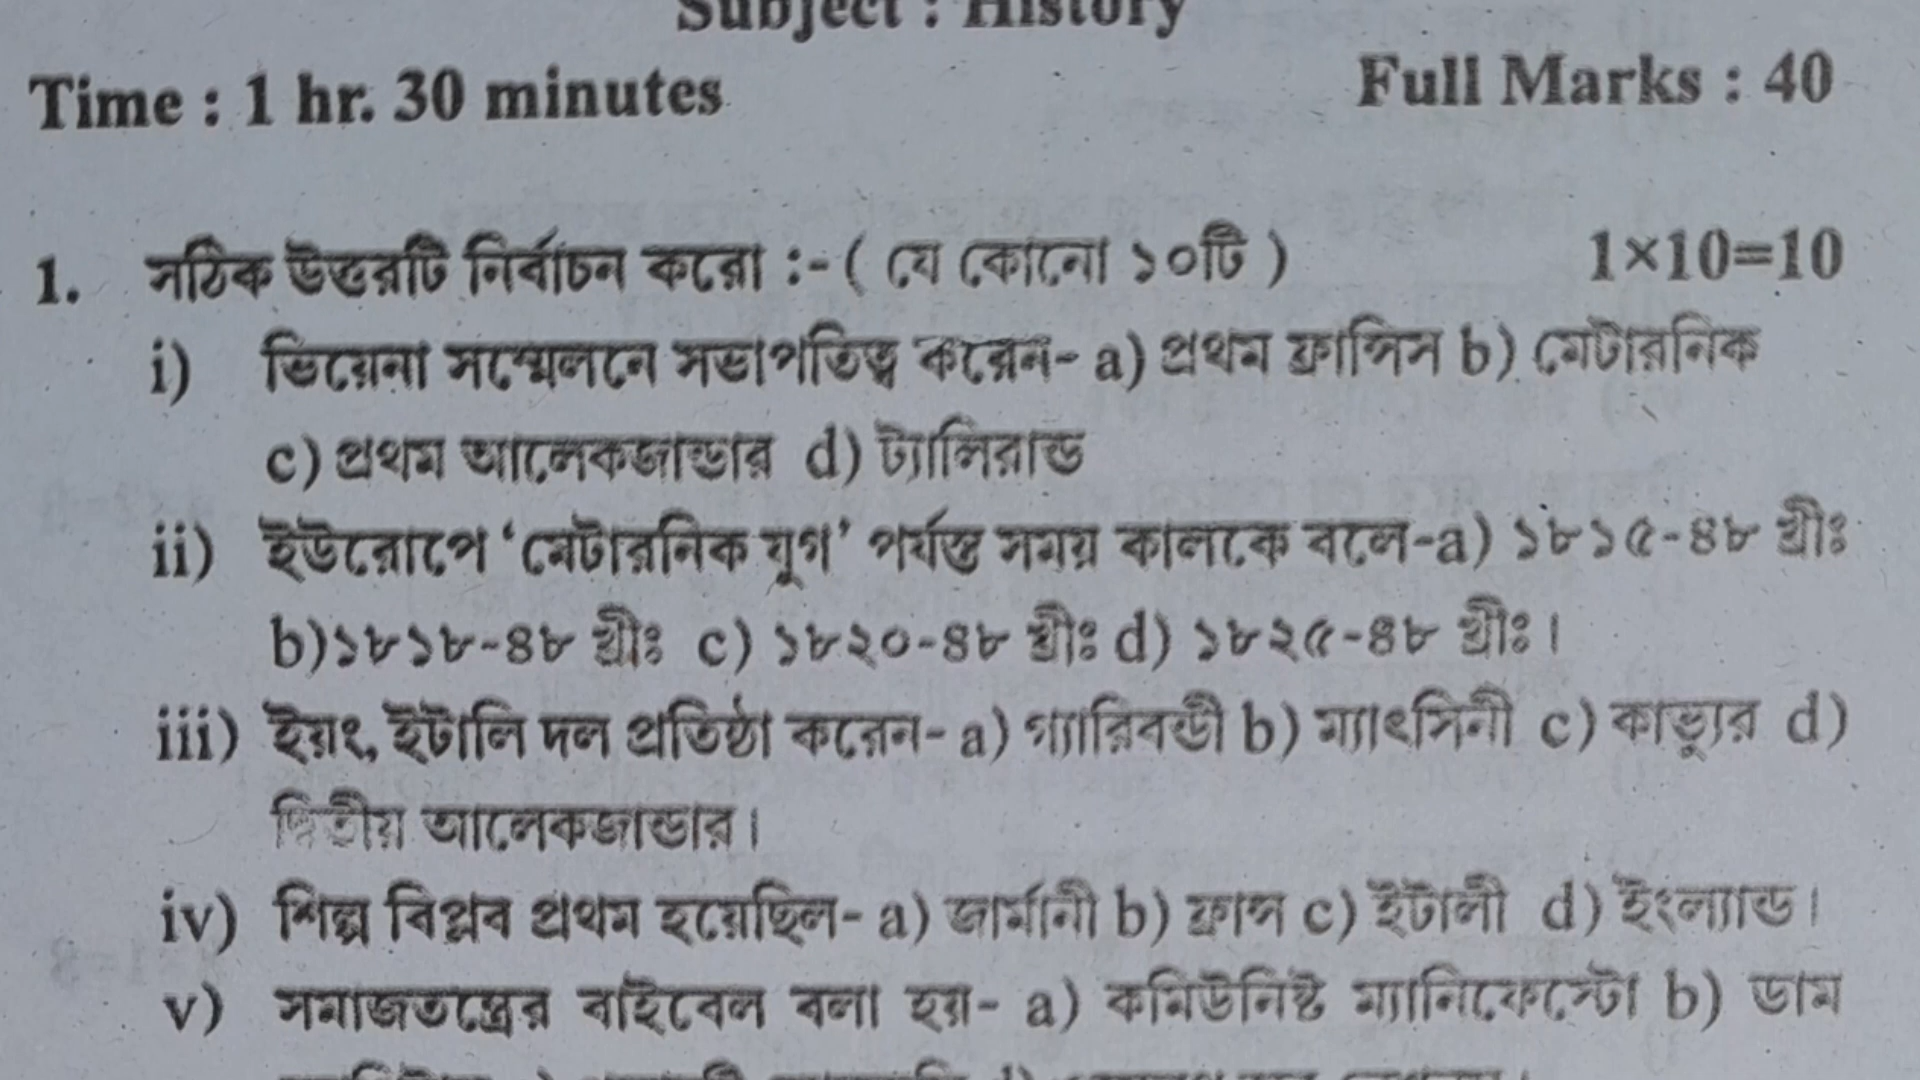 Subject : History
Time : 1 hr. 30 minutes Full Marks : 40
1. সঠিক উত্তরটি নির্বাচন করো :- ( যে কোনো ১০টি ) 1×10=10
i) ভিয়েনা সম্মেলনে সভাপতিত্ব করেন- a) প্রথম ফ্রান্সিস b) মেটারনিক
c) প্রথম আলেকজান্ডার d) ট্যালিরান্ড
ii) ইউরোপে ‘মেটারনিক যুগ’ পর্যন্ত সময় কালকে বলে-a) ১৮১৫-৪৮ খ্রীঃ
b)১৮১৮-৪৮ খ্রীঃ c) ১৮২০-৪৮ খ্রীঃ d) ১৮২৫-৪৮ খ্রীঃ।
iii) ইয়ং, ইটালি দল প্রতিষ্ঠা করেন- a) গ্যারিবল্ডী b) ম্যাৎসিনী c) কাভ্যুর d)
দ্বিতীয় আলেকজান্ডার।
iv) শিল্প বিপ্লব প্রথম হয়েছিল- a) জার্মানী b) ফ্রান্স c) ইটালী d) ইংল্যান্ড।
v) সমাজতন্ত্রের বাইবেল বলা হয়- a) কমিউনিষ্ট ম্যানিফেস্টো b) ডাম